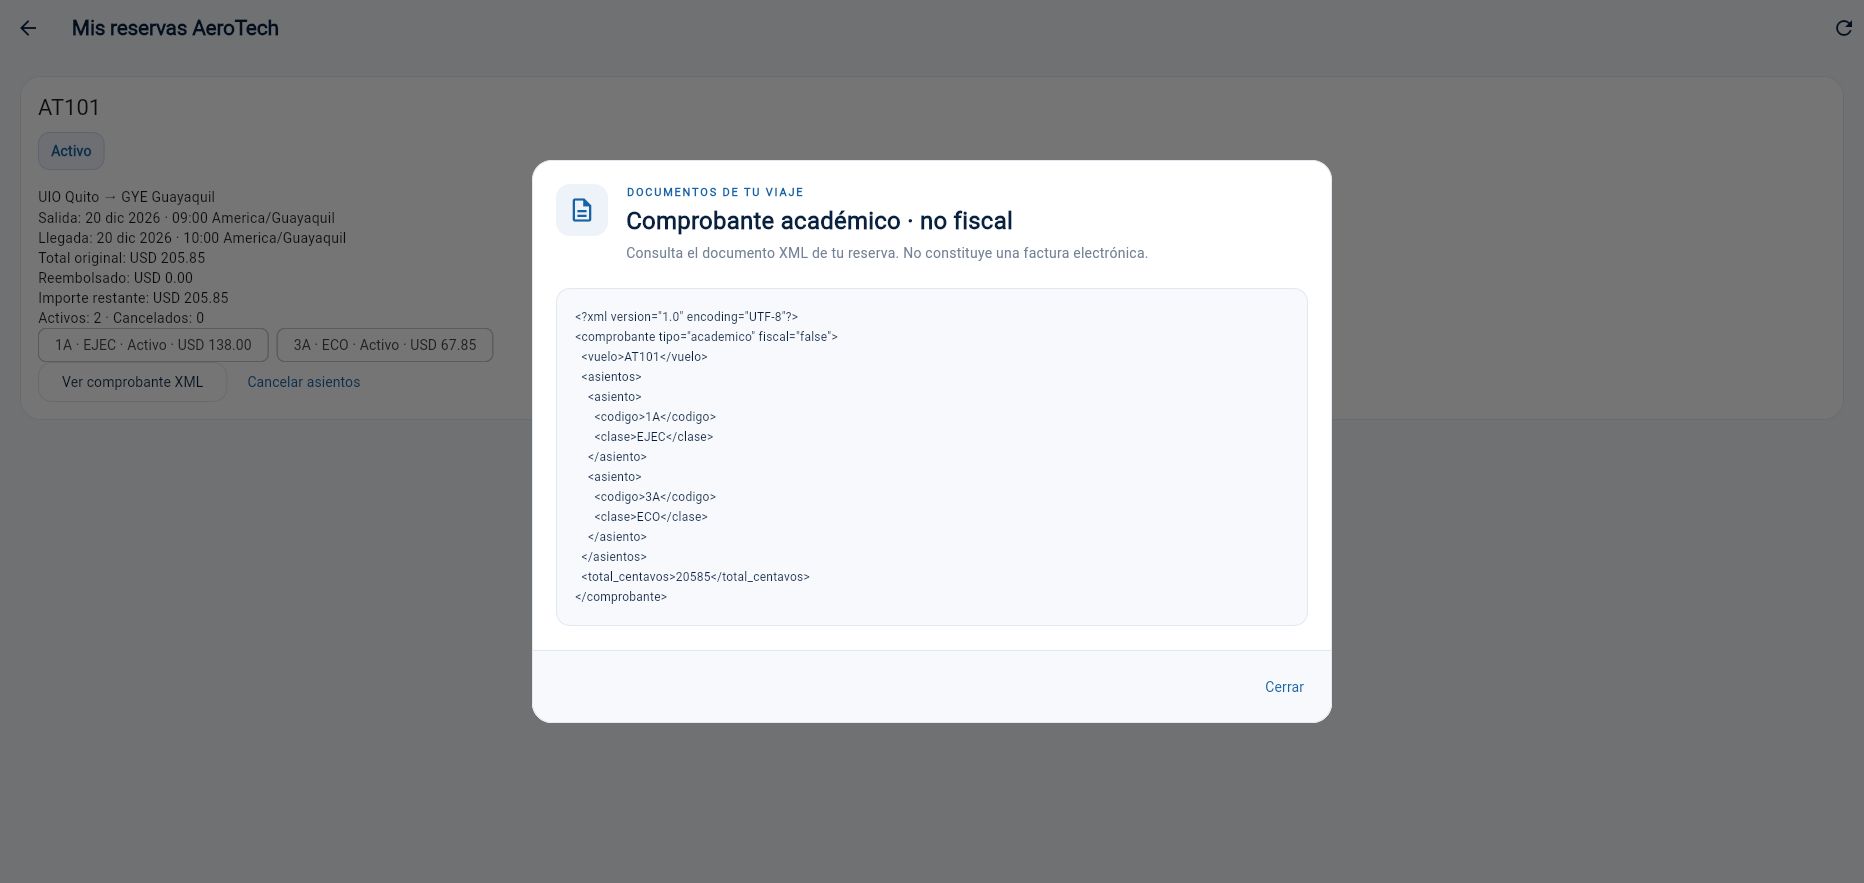 Mis reservas AeroTech
AT101
Activo
UIO Quito → GYE Guayaquil
Salida: 20 dic 2026 · 09:00 America/Guayaquil
Llegada: 20 dic 2026 · 10:00 America/Guayaquil
Total original: USD 205.85
Reembolsado: USD 0.00
Importe restante: USD 205.85
Activos: 2 · Cancelados: 0
1A · EJEC · Activo · USD 138.00
3A · ECO · Activo · USD 67.85
Ver comprobante XML
Cancelar asientos
DOCUMENTOS DE TU VIAJE
Comprobante académico · no fiscal
Consulta el documento XML de tu reserva. No constituye una factura electrónica.
<?xml version="1.0" encoding="UTF-8"?>
<comprobante tipo="academico" fiscal="false">
  <vuelo>AT101</vuelo>
  <asientos>
    <asiento>
      <codigo>1A</codigo>
      <clase>EJEC</clase>
    </asiento>
    <asiento>
      <codigo>3A</codigo>
      <clase>ECO</clase>
    </asiento>
  </asientos>
  <total_centavos>20585</total_centavos>
</comprobante>
Cerrar